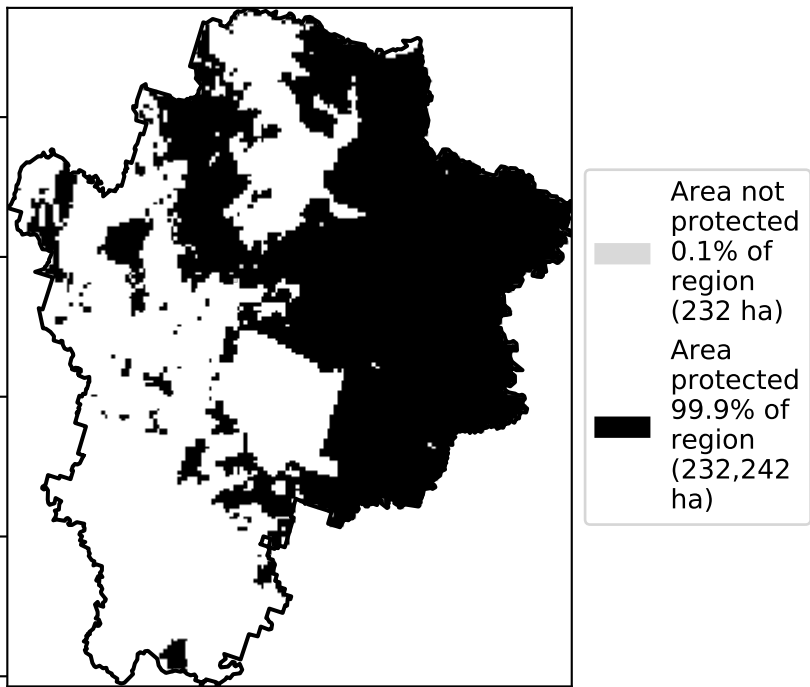 Area not
protected
0.1% of
region
(232 ha)
Area
protected
99.9% of
region
(232,242
ha)